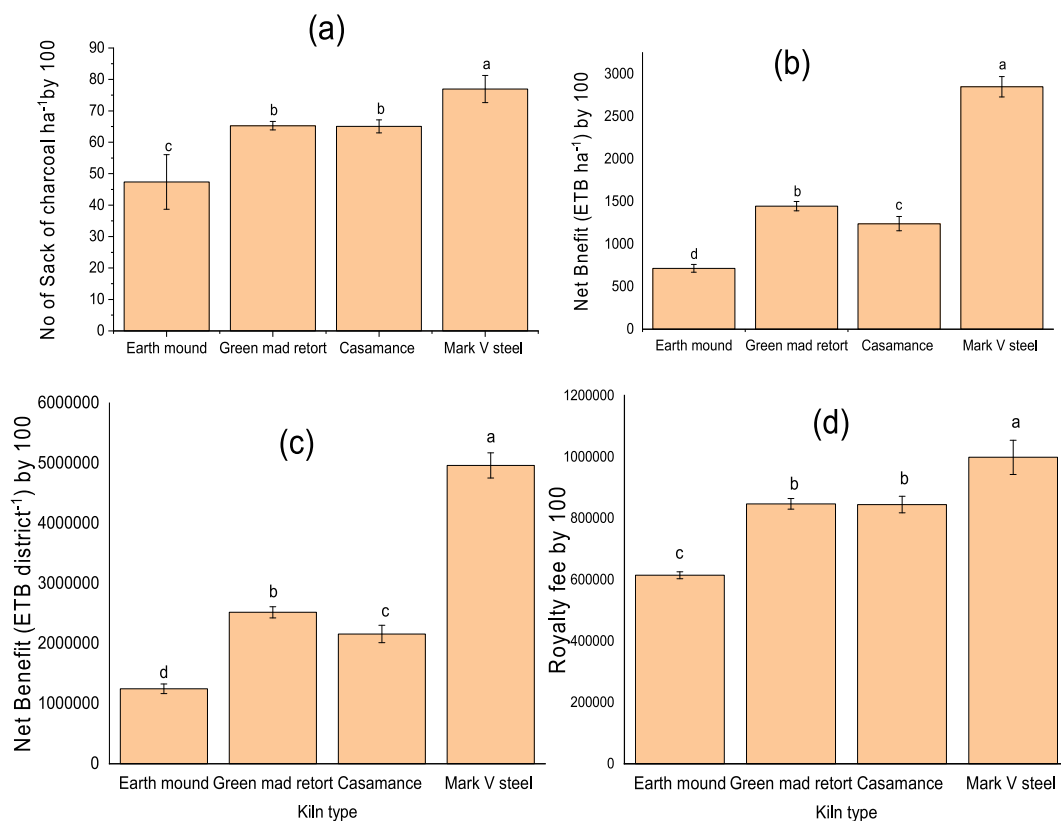 (a)
No of Sack of charcoal ha⁻¹by 100
90
80
70
60
50
40
30
20
10
0
c
b
b
a
Earth mound
Green mad retort
Casamance
Mark V steel
(b)
Net Bnefit (ETB ha⁻¹) by 100
3000
2500
2000
1500
1000
500
0
d
b
c
a
Earth mound
Green mad retort
Casamance
Mark V steel
(c)
Net Benefit (ETB district⁻¹) by 100
6000000
5000000
4000000
3000000
2000000
1000000
0
d
b
c
a
Earth mound
Green mad retort
Casamance
Mark V steel
Kiln type
(d)
Royalty fee by 100
1200000
1000000
800000
600000
400000
200000
0
c
b
b
a
Earth mound
Green mad retort
Casamance
Mark V steel
Kiln type